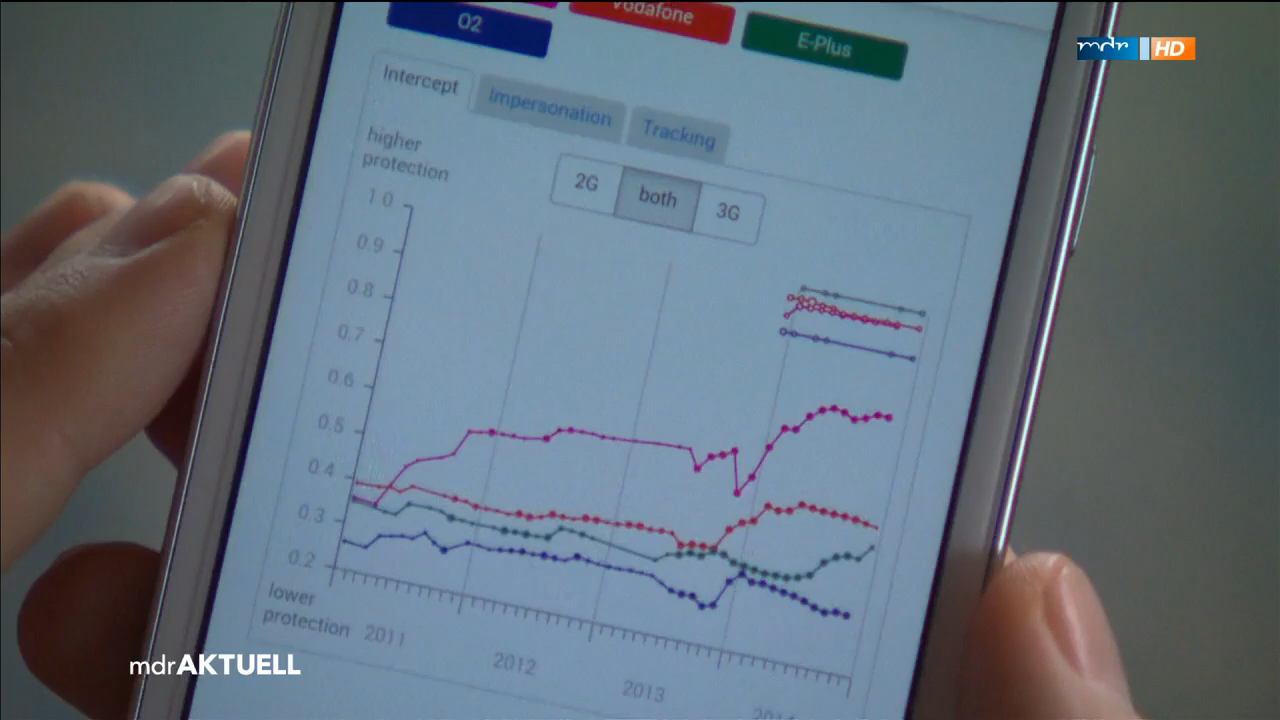 Vodafone
O2
E-Plus
mdr HD
Intercept
Impersonation
Tracking
higher
protection
2G
both
3G
1.0
0.9
0.8
0.7
0.6
0.5
0.4
0.3
0.2
lower
protection
2011
2012
2013
2014
mdrAKTUELL